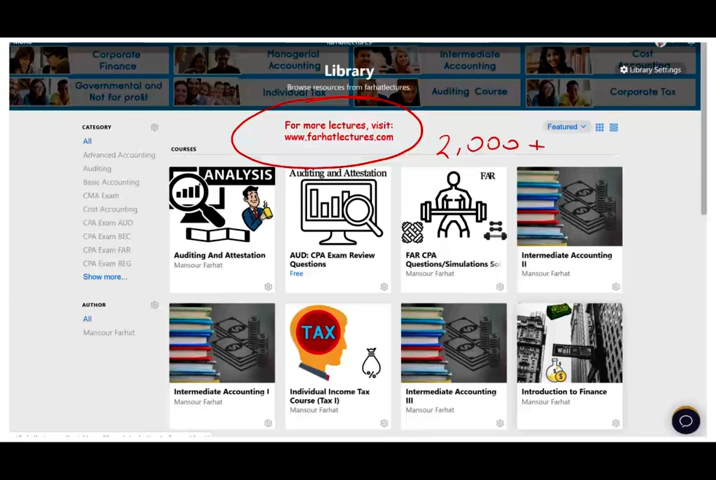 farhatlectures
Corporate
Finance
Managerial
Accounting
Intermediate
Accounting
Cost
Accounting
Library
Library Settings
Browse resources from farhatlectures.
Governmental and
Not for profit
Individual Tax
Auditing Course
Corporate Tax
For more lectures, visit:
www.farhatlectures.com
Featured
2,000+
CATEGORY
All
Advanced Accounting
Auditing
Basic Accounting
CMA Exam
Cost Accounting
CPA Exam AUD
CPA Exam BEC
CPA Exam FAR
CPA Exam REG
Show more...
AUTHOR
All
Mansour Farhat
COURSES
ANALYSIS
Auditing And Attestation
Mansour Farhat
Auditing and Attestation
AUD: CPA Exam Review
Questions
Free
FAR
FAR CPA
Questions/Simulations Sol
Mansour Farhat
Intermediate Accounting
II
Mansour Farhat
Intermediate Accounting I
Mansour Farhat
TAX
%
Individual Income Tax
Course (Tax I)
Mansour Farhat
Intermediate Accounting
III
Mansour Farhat
Wall
Introduction to Finance
Mansour Farhat